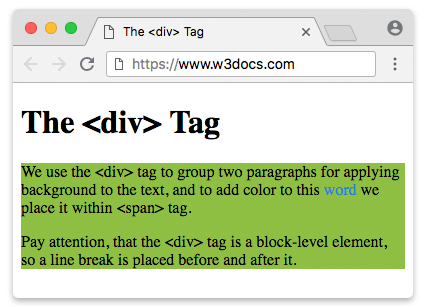 The <div> Tag
https://www.w3docs.com
The <div> Tag
We use the <div> tag to group two paragraphs for applying
background to the text, and to add color to this word we
place it within <span> tag.
Pay attention, that the <div> tag is a block-level element,
so a line break is placed before and after it.